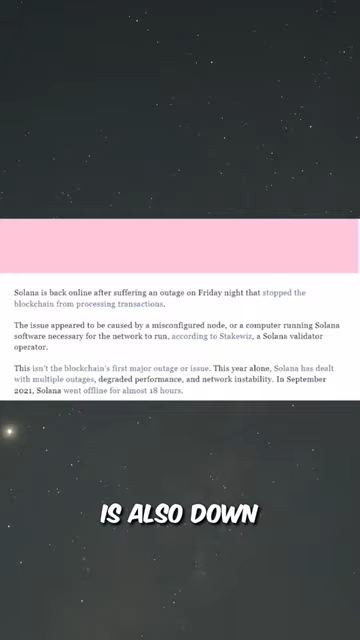 Solana is back online after suffering an outage on Friday night that stopped the
blockchain from processing transactions.
The issue appeared to be caused by a misconfigured node, or a computer running Solana
software necessary for the network to run, according to Stakewiz, a Solana validator
operator.
This isn't the blockchain's first major outage or issue. This year alone, Solana has dealt
with multiple outages, degraded performance, and network instability. In September
2021, Solana went offline for almost 18 hours.
IS ALSO DOWN